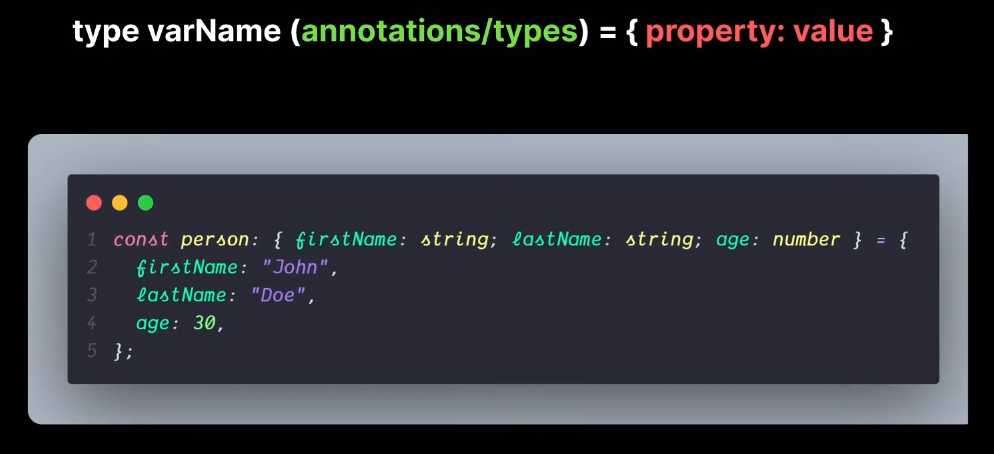 type varName (annotations/types) = { property: value }
1 const person: { firstName: string; lastName: string; age: number } = {
2 firstName: "John",
3 lastName: "Doe",
4 age: 30,
5 };